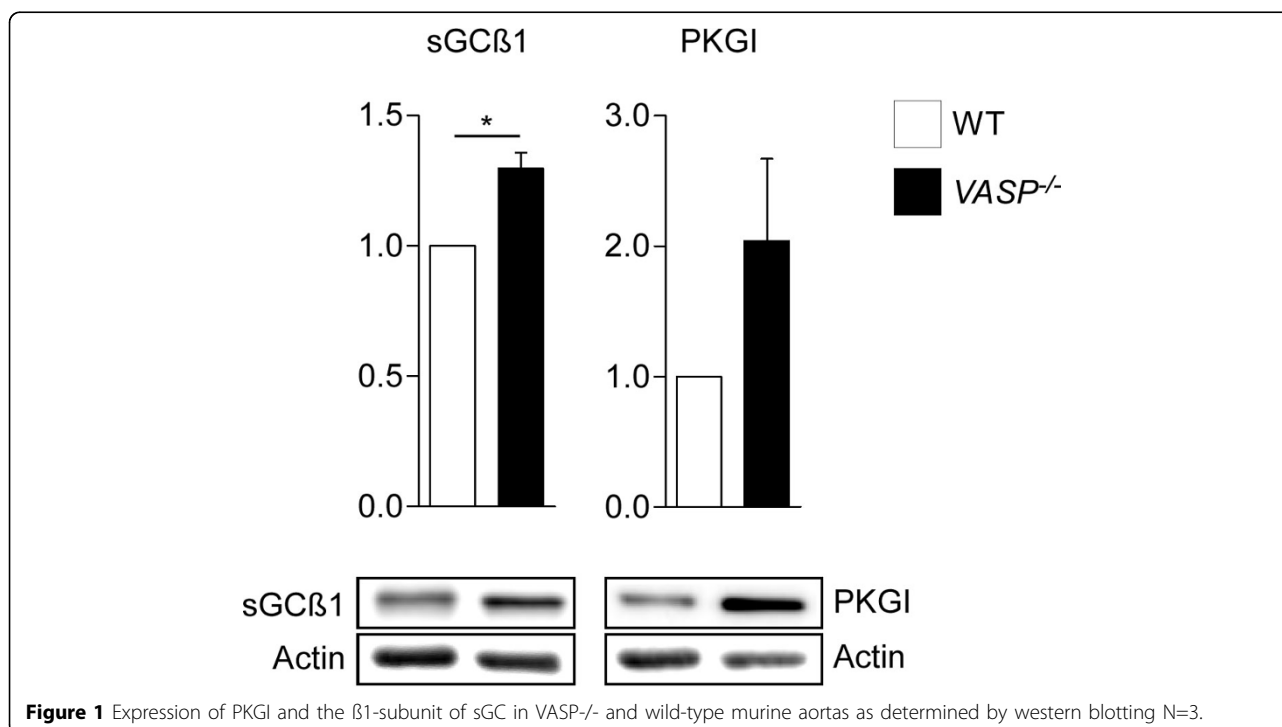 sGCß1
PKGI
1.5
1.0
0.5
0.0
*
3.0
2.0
1.0
0.0
WT
VASP-/-
sGCß1
PKGI
Actin
Actin
Figure 1 Expression of PKGI and the ß1-subunit of sGC in VASP-/- and wild-type murine aortas as determined by western blotting N=3.